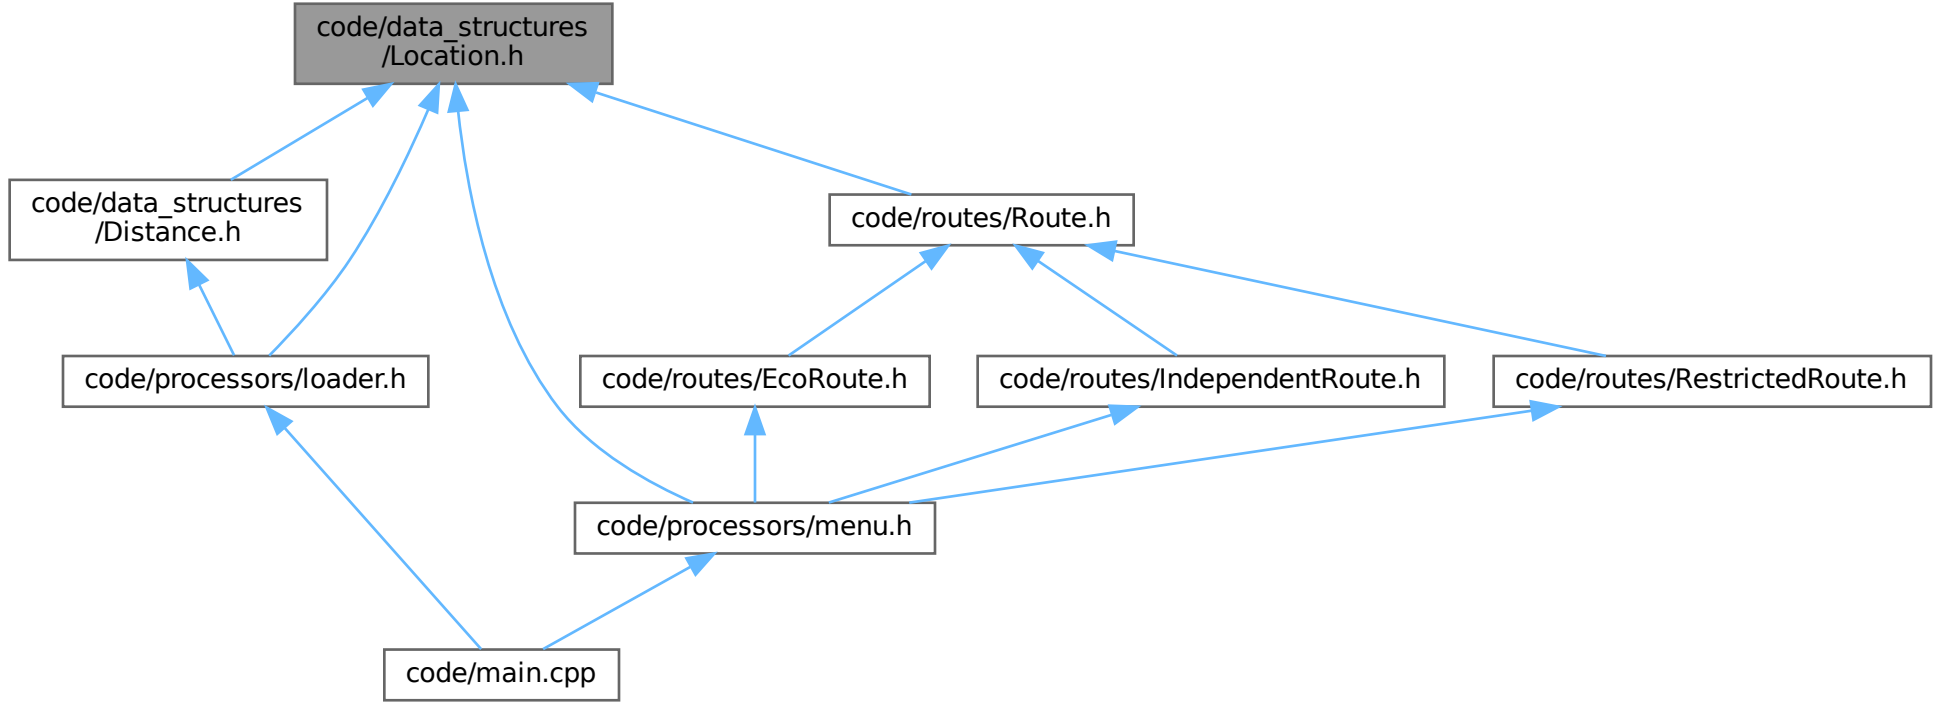 code/data_structures
/Location.h
code/data_structures
/Distance.h
code/routes/Route.h
code/processors/loader.h
code/routes/EcoRoute.h
code/routes/IndependentRoute.h
code/routes/RestrictedRoute.h
code/processors/menu.h
code/main.cpp